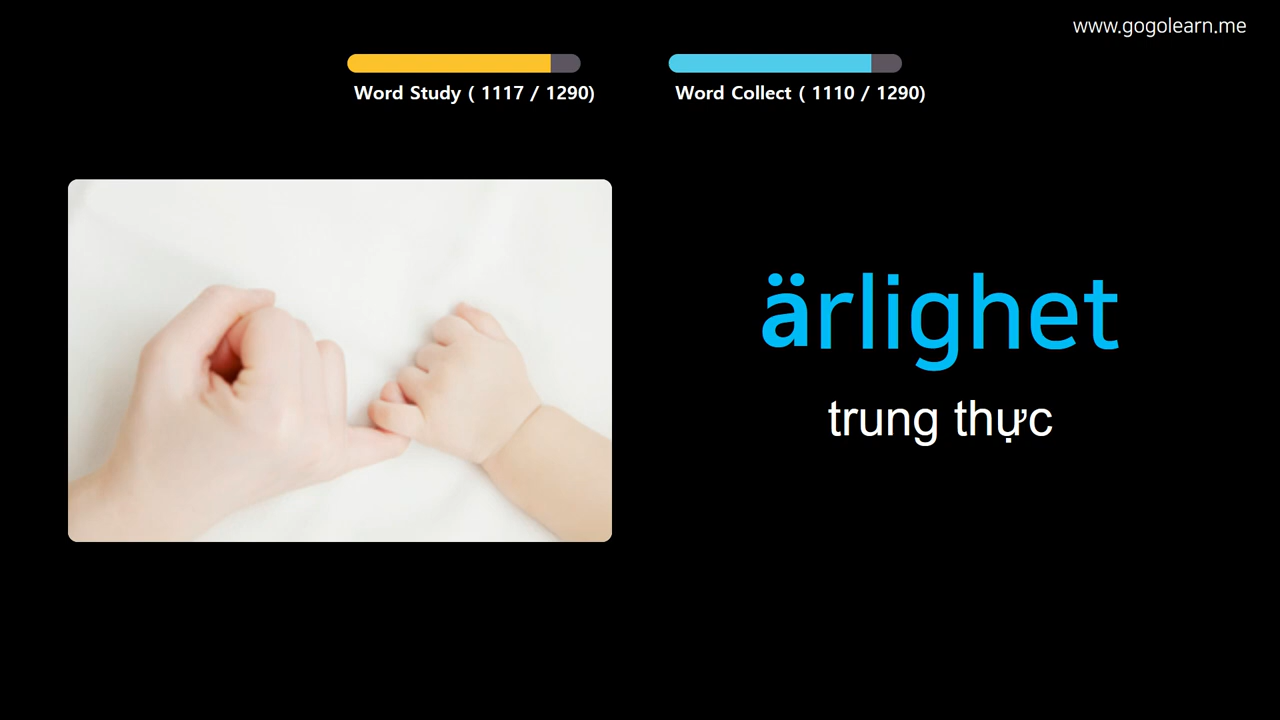 www.gogolearn.me
Word Study ( 1117 / 1290)
Word Collect ( 1110 / 1290)
ärlighet
trung thực